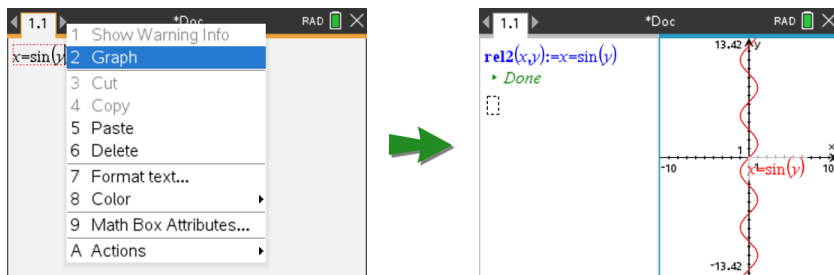 1.1 *Doc RAD
x=sin(y
1 Show Warning Info
2 Graph
3 Cut
4 Copy
5 Paste
6 Delete
7 Format text...
8 Color
9 Math Box Attributes...
A Actions
1.1 *Doc RAD
rel2(x,y):=x=sin(y)
Done
13.42 y
1
x
-10 1 10
x=sin(y)
-13.42